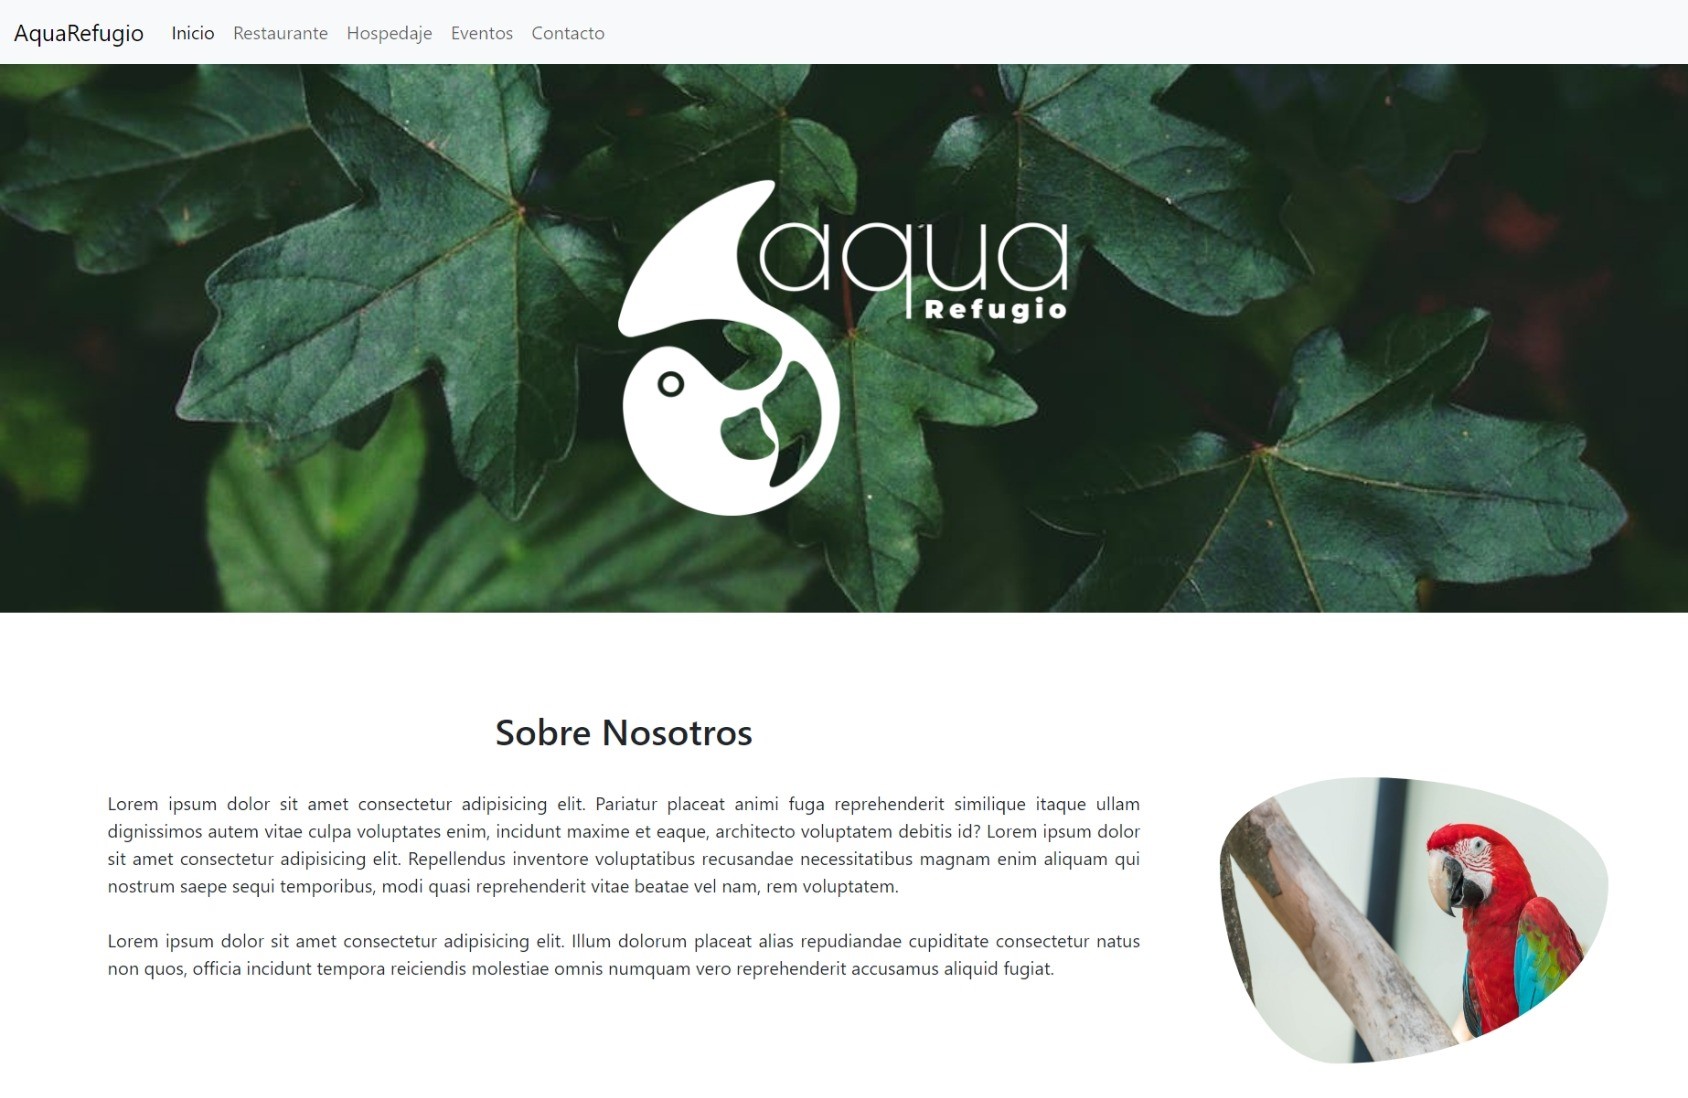 AquaRefugio Inicio Restaurante Hospedaje Eventos Contacto
aqua
Refugio
Sobre Nosotros
Lorem ipsum dolor sit amet consectetur adipisicing elit. Pariatur placeat animi fuga reprehenderit similique itaque ullam
dignissimos autem vitae culpa voluptates enim, incidunt maxime et eaque, architecto voluptatem debitis id? Lorem ipsum dolor
sit amet consectetur adipisicing elit. Repellendus inventore voluptatibus recusandae necessitatibus magnam enim aliquam qui
nostrum saepe sequi temporibus, modi quasi reprehenderit vitae beatae vel nam, rem voluptatem.
Lorem ipsum dolor sit amet consectetur adipisicing elit. Illum dolorum placeat alias repudiandae cupiditate consectetur natus
non quos, officia incidunt tempora reiciendis molestiae omnis numquam vero reprehenderit accusamus aliquid fugiat.